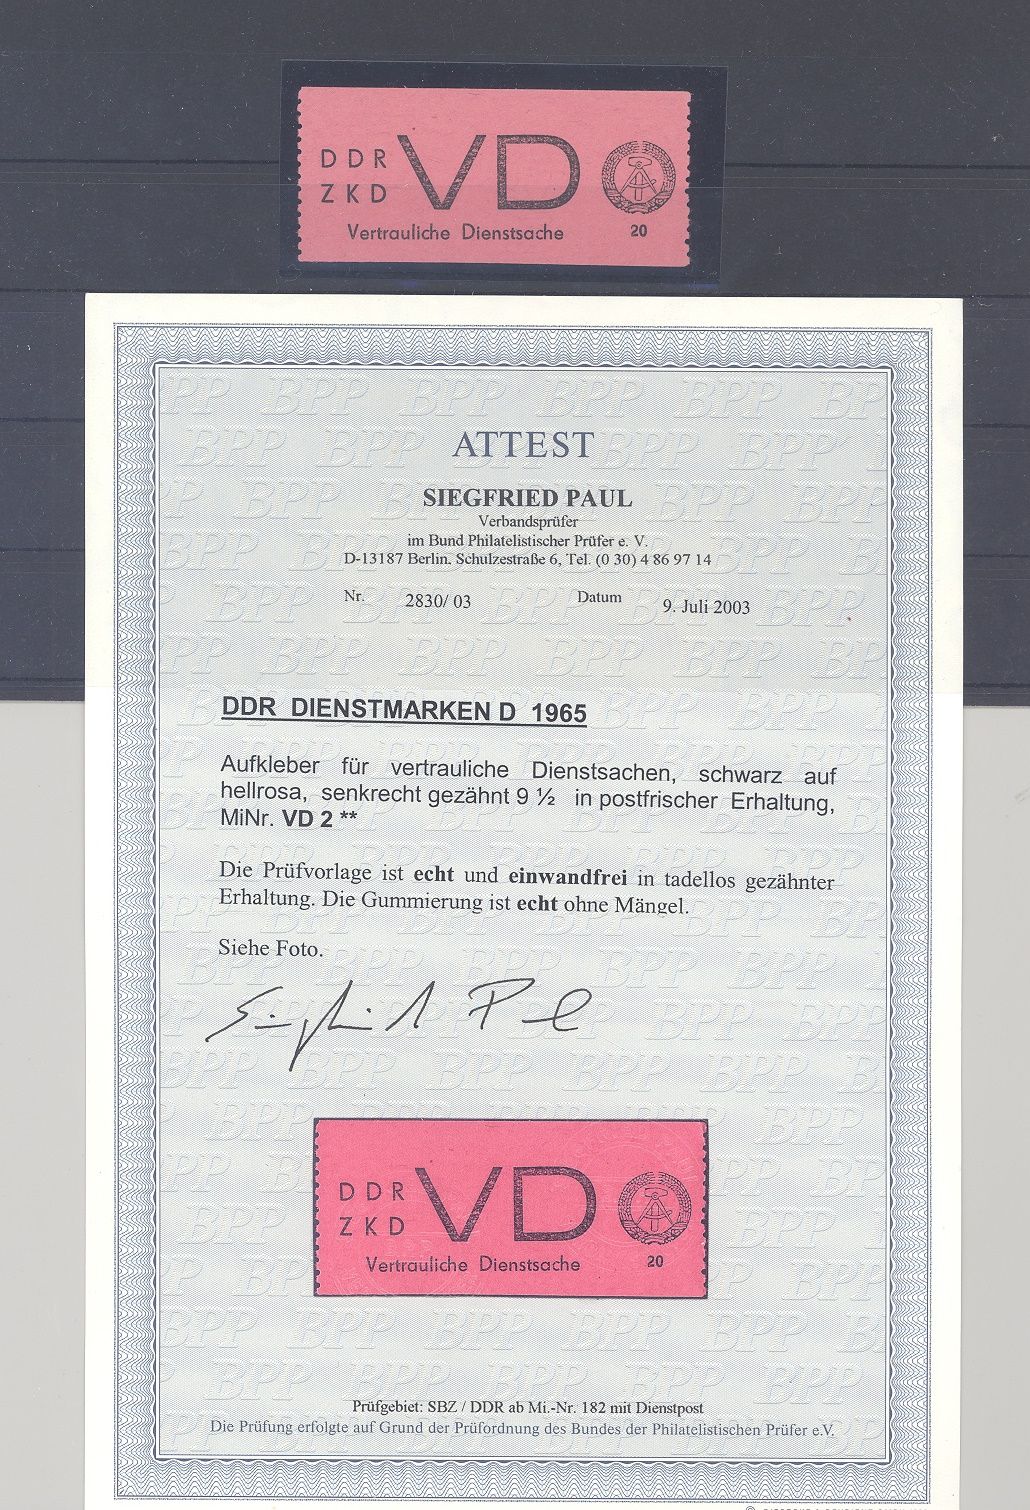 DDR VD
ZKD
Vertrauliche Dienstsache 20
ATTEST
SIEGFRIED PAUL
Verbandsprüfer
im Bund Philatelistischer Prüfer e. V.
D-13187 Berlin. Schulzestraße 6, Tel. (0 30) 4 86 97 14
Nr. 2830/ 03 Datum 9. Juli 2003
DDR DIENSTMARKEN D 1965
Aufkleber für vertrauliche Dienstsachen, schwarz auf
hellrosa, senkrecht gezähnt 9 ½ in postfrischer Erhaltung,
MiNr. VD 2 **
Die Prüfvorlage ist echt und einwandfrei in tadellos gezähnter
Erhaltung. Die Gummierung ist echt ohne Mängel.
Siehe Foto.
Siegfried Paul
DDR VD
ZKD
Vertrauliche Dienstsache 20
Prüfgebiet: SBZ / DDR ab Mi.-Nr. 182 mit Dienstpost
Die Prüfung erfolgte auf Grund der Prüfordnung des Bundes der Philatelistischen Prüfer e.V.